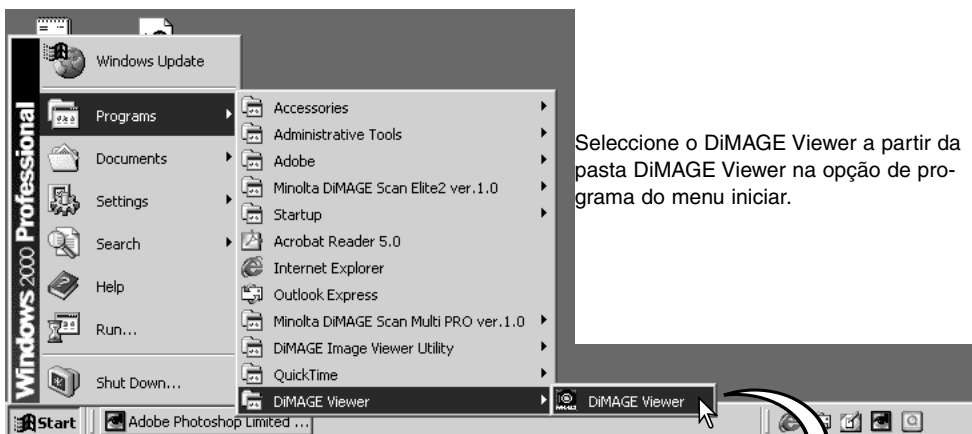 Windows 2000 Professional
Windows Update
Programs
Documents
Settings
Search
Help
Run...
Shut Down...
Accessories
Administrative Tools
Adobe
Minolta DiMAGE Scan Elite2 ver.1.0
Startup
Acrobat Reader 5.0
Internet Explorer
Outlook Express
Minolta DiMAGE Scan Multi PRO ver.1.0
DiMAGE Image Viewer Utility
QuickTime
DiMAGE Viewer
DiMAGE Viewer
Seleccione o DiMAGE Viewer a partir da
pasta DiMAGE Viewer na opção de pro-
grama do menu iniciar.
Start
Adobe Photoshop Limited ...